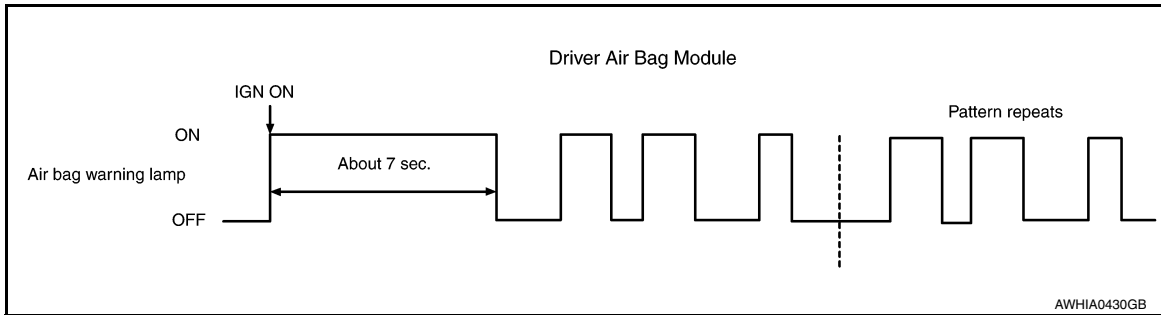 Driver Air Bag Module
IGN ON
Pattern repeats
ON
About 7 sec.
Air bag warning lamp
OFF
AWHIA0430GB